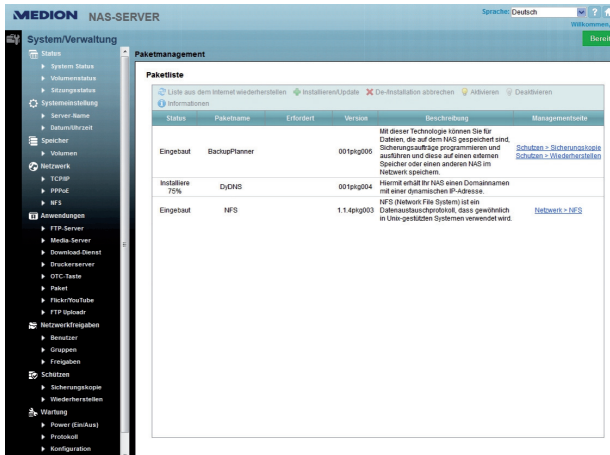 MEDION NAS-SERVER
Sprache: Deutsch
?
Willkommen,
System/Verwaltung
Bereit
Status
System Status
Volumenstatus
Sitzungsstatus
Systemeinstellung
Server-Name
Datum/Uhrzeit
Speicher
Volumen
Netzwerk
TCP/IP
PPPoE
NFS
Anwendungen
FTP-Server
Media-Server
Download-Dienst
Druckerserver
OTC-Taste
Paket
Flickr/YouTube
FTP Uploadr
Netzwerkfreigaben
Benutzer
Gruppen
Freigaben
Schützen
Sicherungskopie
Wiederherstellen
Wartung
Power (Ein/Aus)
Protokoll
Konfiguration
Paketmanagement
Paketliste
Liste aus dem Internet wiederherstellen Installieren/Update De-/Installation abbrechen Aktivieren Deaktivieren
Informationen
Status Paketname Erfordert Version Beschreibung Managementseite
Eingebaut BackupPlanner 001pkg006
Mit dieser Technologie können Sie für
Dateien, die auf dem NAS gespeichert sind,
Sicherungsaufträge programmieren und
ausführen und diese auf einen externen
Speicher oder einen anderen NAS im
Netzwerk speichern.
Schutzen > Sicherungskopie
Schutzen > Wiederherstellen
Installiere
75%
DyDNS 001pkg004
Hiermit erhält Ihr NAS einen Domainnamen
mit einer dynamischen IP-Adresse.
Eingebaut NFS 1.1.4pkg003
NFS (Network File System) ist ein
Datenaustauschprotokoll, dass gewöhnlich
in Unix-gestützten Systemen verwendet wird.
Netzwerk > NFS